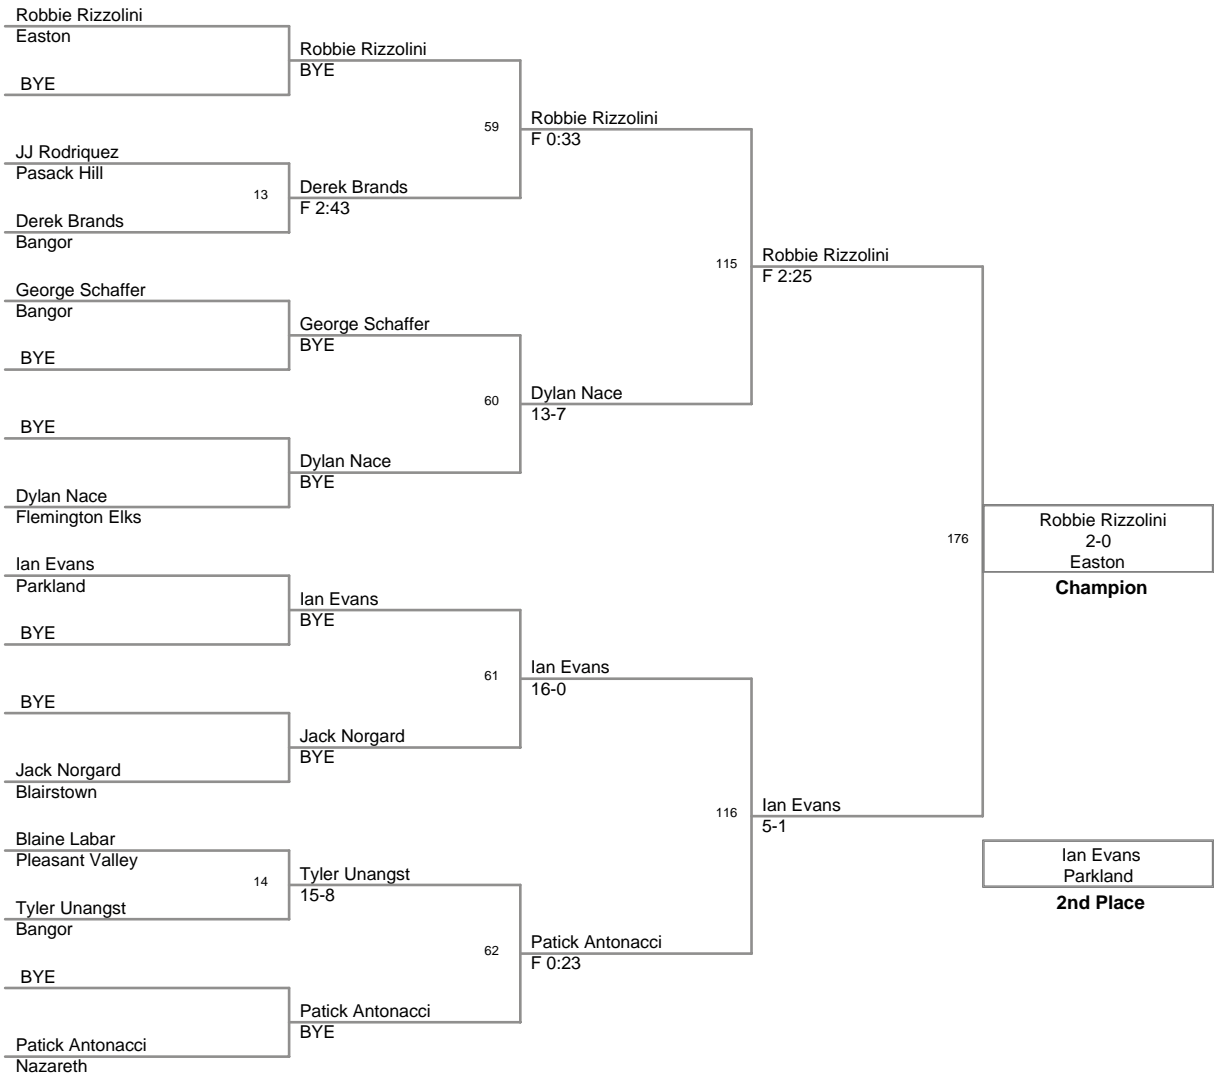 Robbie Rizzolini
Easton
BYE
Robbie Rizzolini
BYE
JJ Rodriquez
Pasack Hill
13
Derek Brands
Bangor
Derek Brands
F 2:43
59
Robbie Rizzolini
F 0:33
George Schaffer
Bangor
BYE
George Schaffer
BYE
BYE
Dylan Nace
Flemington Elks
Dylan Nace
BYE
60
Dylan Nace
13-7
115
Robbie Rizzolini
F 2:25
Ian Evans
Parkland
BYE
Ian Evans
BYE
BYE
Jack Norgard
Blairstown
Jack Norgard
BYE
61
Ian Evans
16-0
Blaine Labar
Pleasant Valley
14
Tyler Unangst
Bangor
Tyler Unangst
15-8
BYE
Patick Antonacci
Nazareth
Patick Antonacci
BYE
62
Patick Antonacci
F 0:23
116
Ian Evans
5-1
176
Robbie Rizzolini
2-0
Easton
Champion
Ian Evans
Parkland
2nd Place